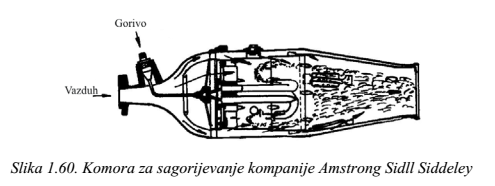 Gorivo
Vazduh
Slika 1.60. Komora za sagorijevanje kompanije Amstrong Sidll Siddeley